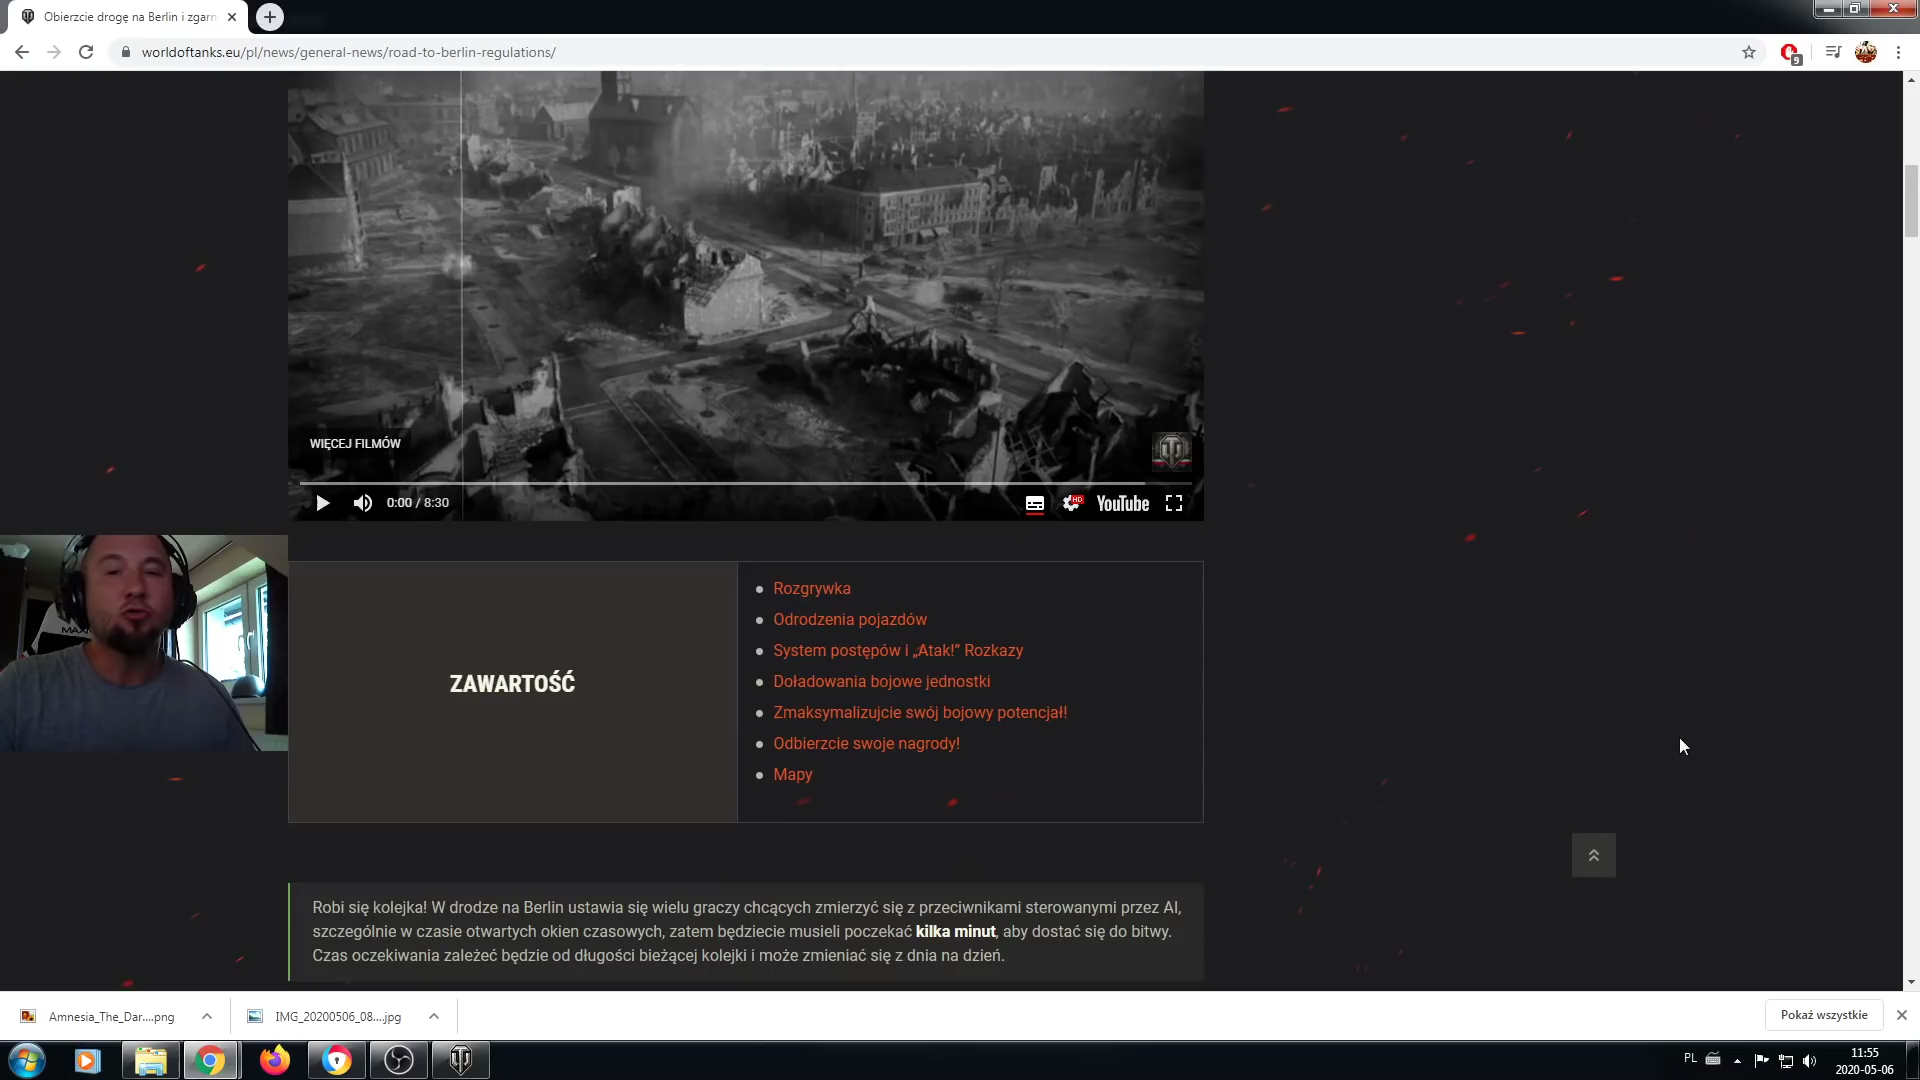 Obierzcie drogę na Berlin i zgarn
worldoftanks.eu/pl/news/general-news/road-to-berlin-regulations/
9
WIĘCEJ FILMÓW
0:00 / 8:30
HD
YouTube
ZAWARTOŚĆ
Rozgrywka
Odrodzenia pojazdów
System postępów i „Atak!” Rozkazy
Doładowania bojowe jednostki
Zmaksymalizujcie swój bojowy potencjał!
Odbierzcie swoje nagrody!
Mapy
Robi się kolejka! W drodze na Berlin ustawia się wielu graczy chcących zmierzyć się z przeciwnikami sterowanymi przez AI,
szczególnie w czasie otwartych okien czasowych, zatem będziecie musieli poczekać kilka minut, aby dostać się do bitwy.
Czas oczekiwania zależeć będzie od długości bieżącej kolejki i może zmieniać się z dnia na dzień.
Amnesia_The_Dar....png
IMG_20200506_08....jpg
Pokaż wszystkie
PL
11:55
2020-05-06